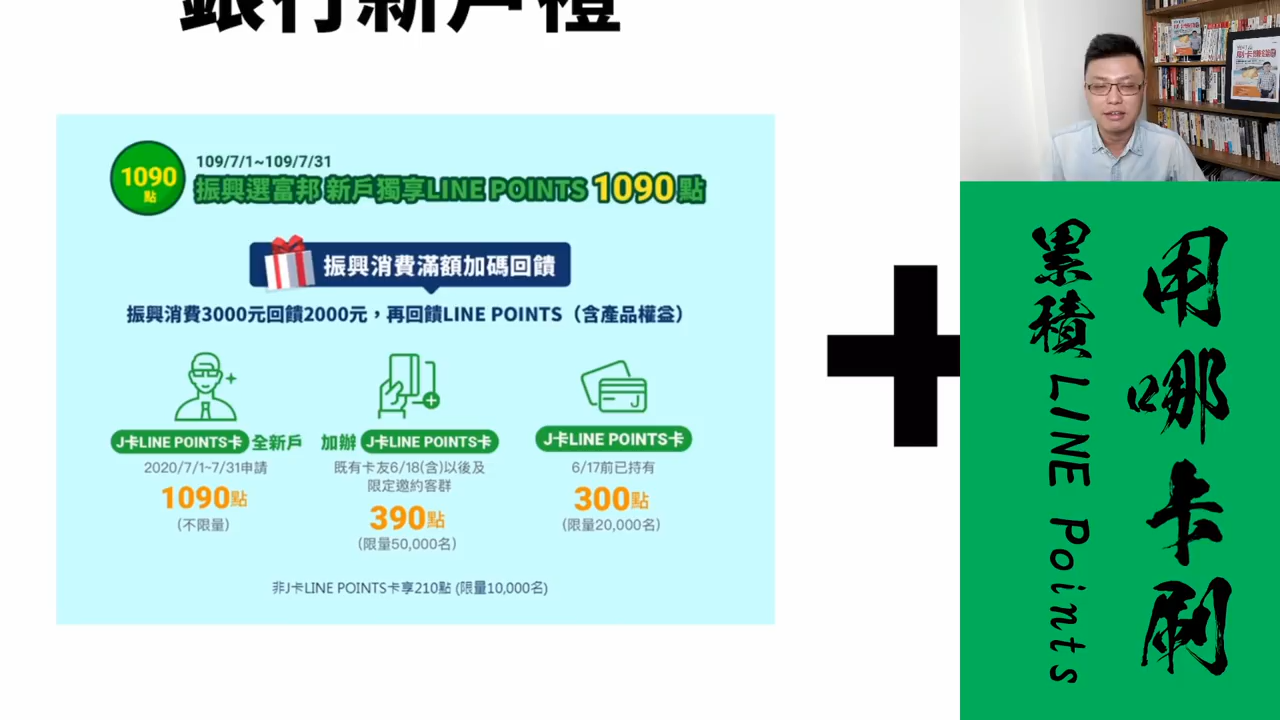 銀行新戶禮
1090
點
109/7/1~109/7/31
振興選富邦 新戶獨享LINE POINTS 1090點
振興消費滿額加碼回饋
振興消費3000元回饋2000元，再回饋LINE POINTS（含產品權益）
J卡LINE POINTS卡 全新戶
2020/7/1~7/31申請
1090點
(不限量)
加辦 J卡LINE POINTS卡
既有卡友6/18(含)以後及
限定邀約客群
390點
(限量50,000名)
J卡LINE POINTS卡
6/17前已持有
300點
(限量20,000名)
非J卡LINE POINTS卡享210點 (限量10,000名)
用哪卡刷
累積 LINE Points